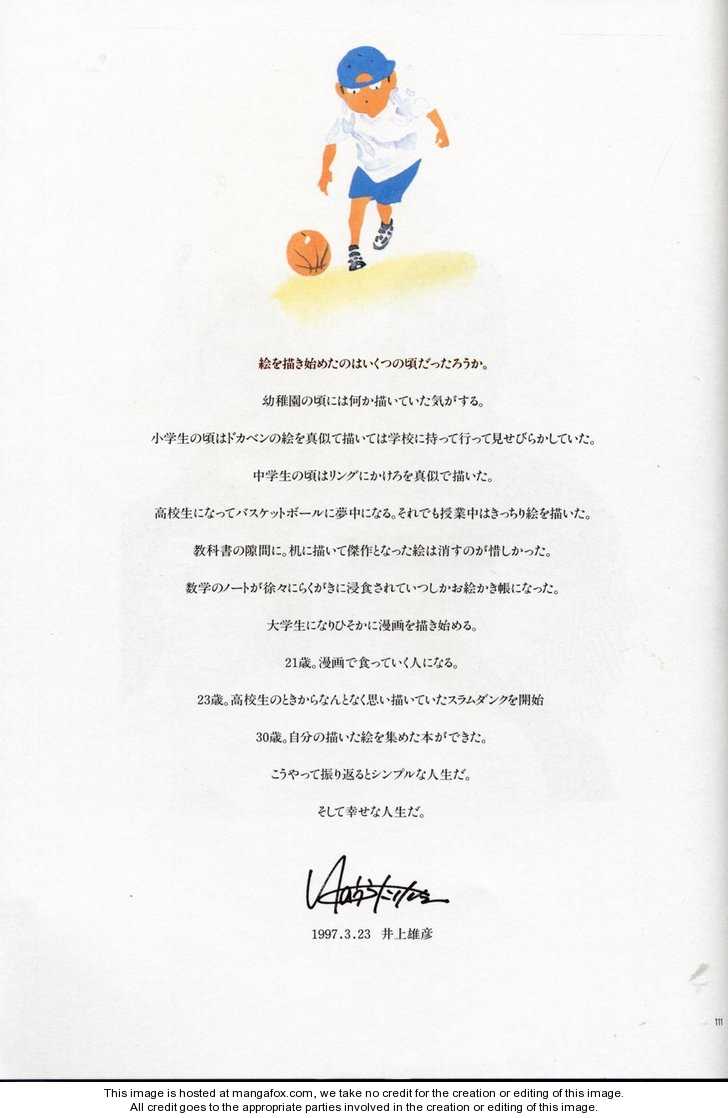 絵を描き始めたのはいくつの頃だったろうか。
幼稚園の頃には何か描いていた気がする。
小学生の頃はドカベンの絵を真似て描いては学校に持って行って見せびらかしていた。
中学生の頃はリングにかけろを真似て描いた。
高校生になってバスケットボールに夢中になる。それでも授業中はきっちり絵を描いた。
教科書の隙間に。机に描いて傑作となった絵は消すのが惜しかった。
数学のノートが徐々にらくがきに浸食されていつしかお絵かき帳になった。
大学生になりひそかに漫画を描き始める。
21歳。漫画で食っていく人になる。
23歳。高校生のときからなんとなく思い描いていたスラムダンクを開始
30歳。自分の描いた絵を集めた本ができた。
こうやって振り返るとシンプルな人生だ。
そして幸せな人生だ。
1997.3.23 井上雄彦
111
This image is hosted at mangafox.com, we take no credit for the creation or editing of this image.
All credit goes to the appropriate parties involved in the creation or editing of this image.